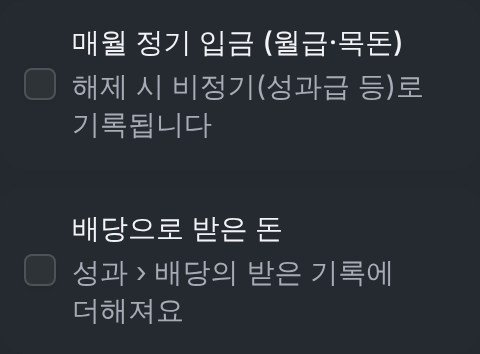 매월 정기 입금 (월급·목돈)
해제 시 비정기(성과급 등)로
기록됩니다
배당으로 받은 돈
성과 › 배당의 받은 기록에
더해져요